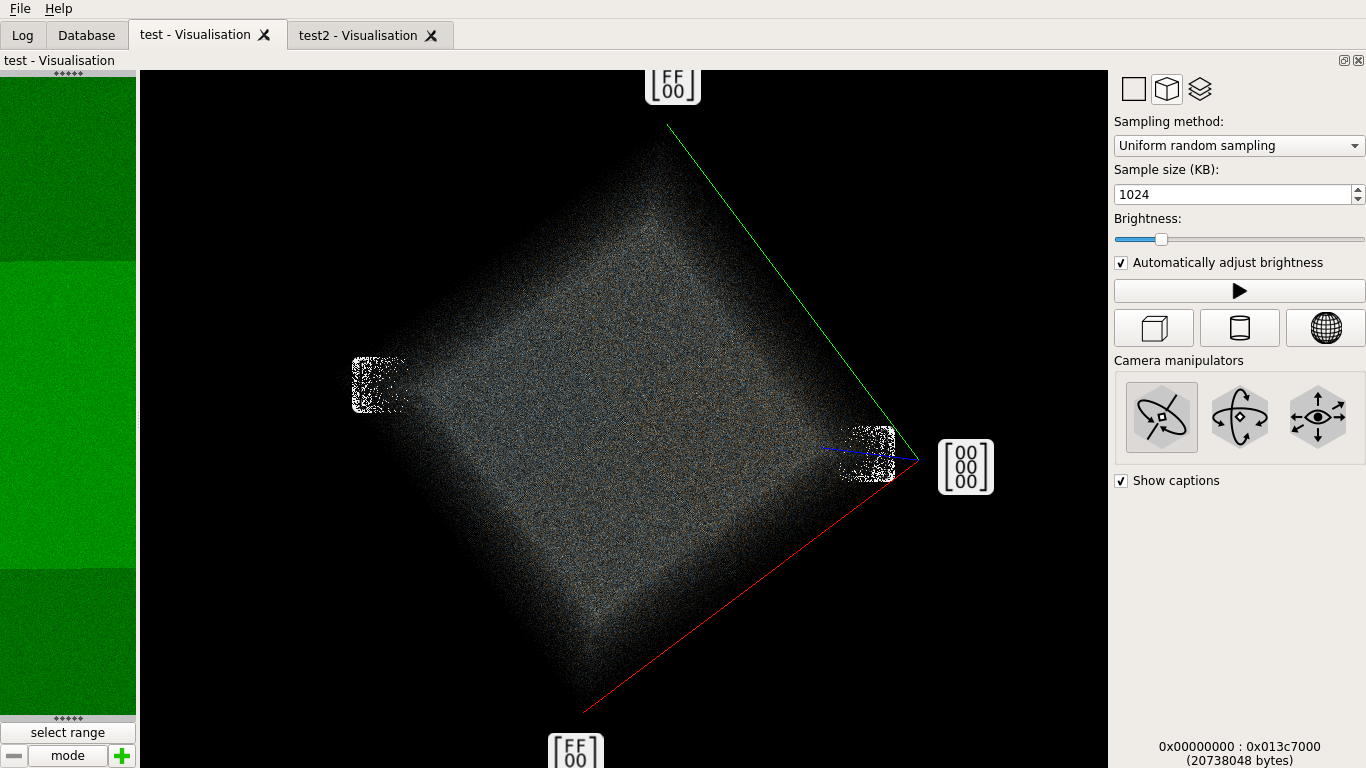 File Help
Log Database test - Visualisation test2 - Visualisation
test - Visualisation
FF
00
Sampling method:
Uniform random sampling
Sample size (KB):
1024
Brightness:
Automatically adjust brightness
Camera manipulators
00
00
00
Show captions
FF
00
select range
mode
0x00000000 : 0x013c7000
(20738048 bytes)